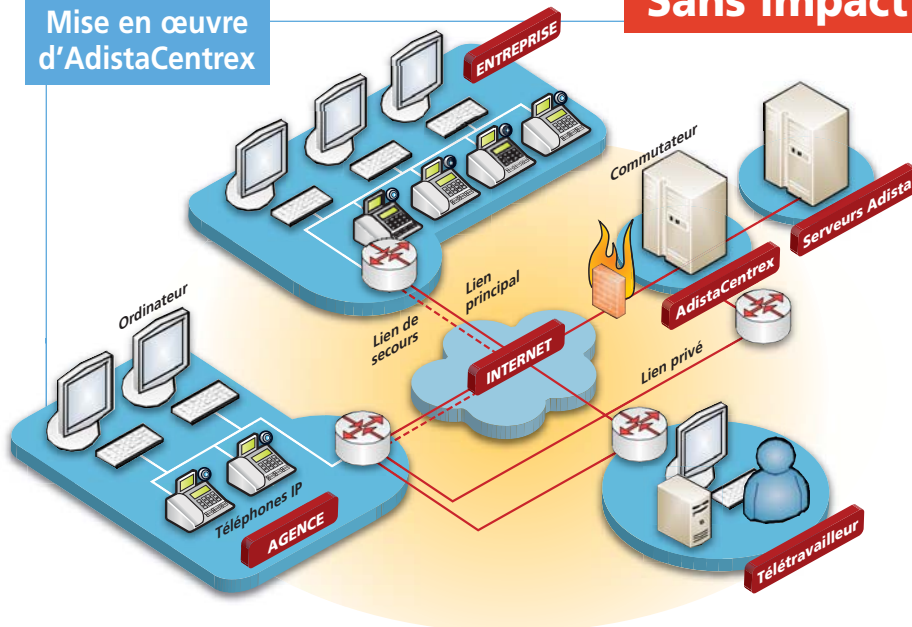 Mise en œuvre
d'AdistaCentrex
Sans impact
ENTREPRISE
Commutateur
Serveurs Adista
AdistaCentrex
Ordinateur
Lien
principal
Lien de
secours
INTERNET
Lien privé
Téléphones IP
AGENCE
Télétravailleur